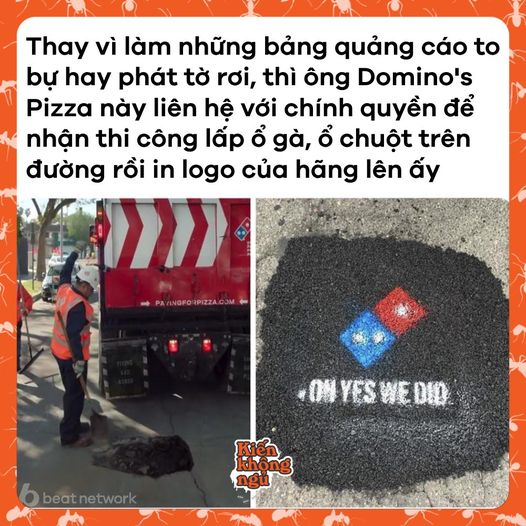 Thay vì làm những bảng quảng cáo to
bự hay phát tờ rơi, thì ông Domino's
Pizza này liên hệ với chính quyền để
nhận thi công lấp ổ gà, ổ chuột trên
đường rồi in logo của hãng lên ấy
PAVINGFORPIZZA.COM
OH YES WE DID
Kiến
không
ngủ
beat network